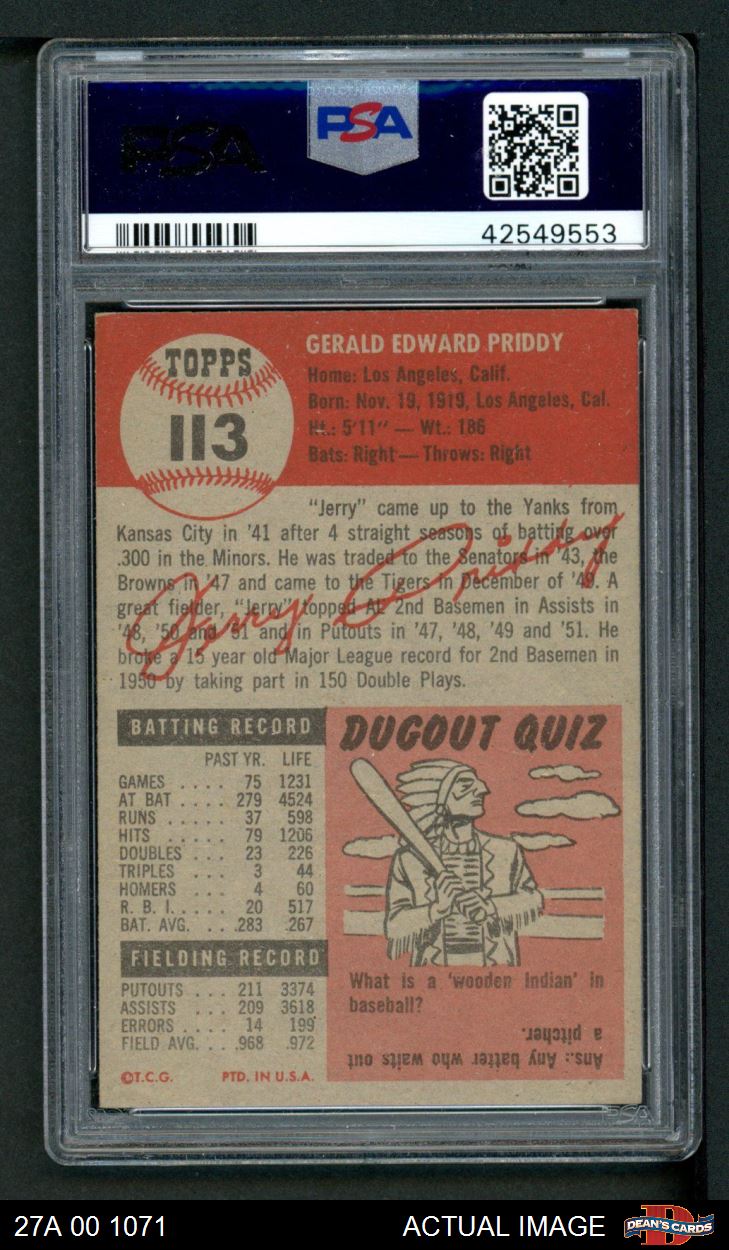 PSA
PSA
42549553
TOPPS
113
GERALD EDWARD PRIDDY
Home: Los Angeles, Calif.
Born: Nov. 19, 1919, Los Angeles, Cal.
Ht.: 5'11" — Wt.: 186
Bats: Right — Throws: Right
"Jerry" came up to the Yanks from
Kansas City in '41 after 4 straight seasons of batting over
.300 in the Minors. He was traded to the Senators in '43, the
Browns in '47 and came to the Tigers in December of '49. A
great fielder, "Jerry" topped AL 2nd Basemen in Assists in
'48, '50 and '51 and in Putouts in '47, '48, '49 and '51. He
broke a 15 year old Major League record for 2nd Basemen in
1950 by taking part in 150 Double Plays.
Jerry Priddy
BATTING RECORD
PAST YR. LIFE
GAMES .... 75 1231
AT BAT .... 279 4524
RUNS .... 37 598
HITS ..... 79 1206
DOUBLES ... 23 226
TRIPLES ... 3 44
HOMERS ... 4 60
R. B. I. .... 20 517
BAT. AVG. ... .283 .267
FIELDING RECORD
PUTOUTS ... 211 3374
ASSISTS ... 209 3618
ERRORS .... 14 199
FIELD AVG. ... .968 .972
©T.C.G. PTD. IN U.S.A.
DUGOUT QUIZ
What is a 'wooden Indian' in
baseball?
Ans.: Any batter who waits out
a pitcher.
PSA
27A 00 1071
ACTUAL IMAGE
DEAN'S CARDS